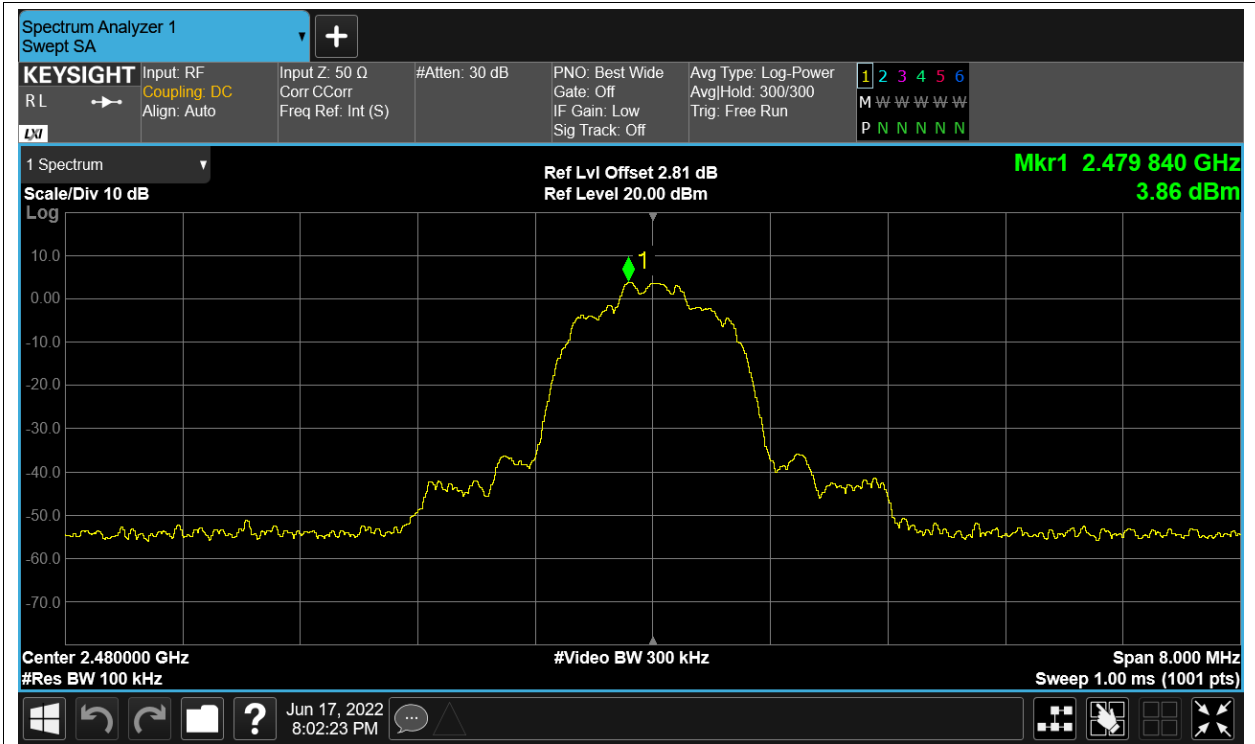 Spectrum Analyzer 1
Swept SA
KEYSIGHT
R L
LXI
Input: RF
Coupling: DC
Align: Auto
Input Z: 50 Ω
Corr CCorr
Freq Ref: Int (S)
#Atten: 30 dB
PNO: Best Wide
Gate: Off
IF Gain: Low
Sig Track: Off
Avg Type: Log-Power
Avg|Hold: 300/300
Trig: Free Run
1 2 3 4 5 6
M W W W W W
P N N N N N
1 Spectrum
Scale/Div 10 dB
Log
Ref Lvl Offset 2.81 dB
Ref Level 20.00 dBm
Mkr1 2.479 840 GHz
3.86 dBm
1
10.0
0.00
-10.0
-20.0
-30.0
-40.0
-50.0
-60.0
-70.0
Center 2.480000 GHz
#Res BW 100 kHz
#Video BW 300 kHz
Span 8.000 MHz
Sweep 1.00 ms (1001 pts)
?
Jun 17, 2022
8:02:23 PM